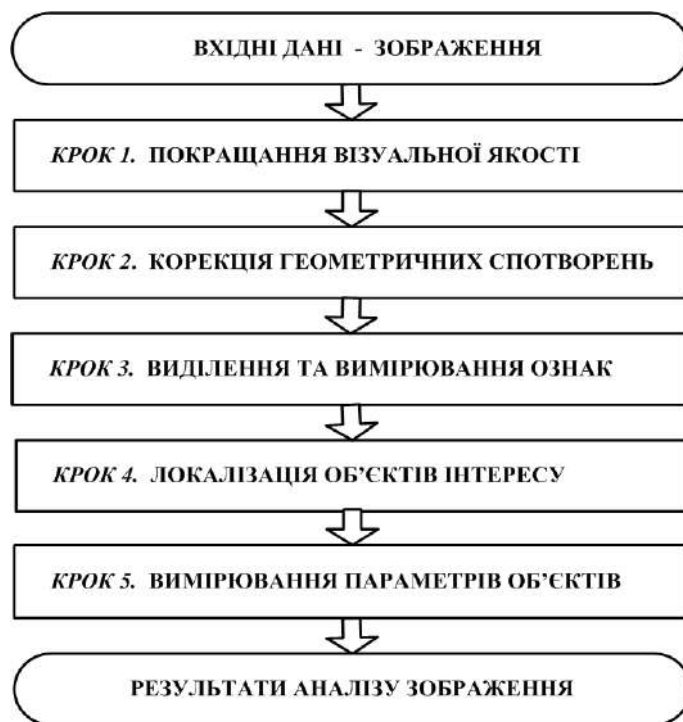 ВХІДНІ ДАНІ - ЗОБРАЖЕННЯ
КРОК 1. ПОКРАЩАННЯ ВІЗУАЛЬНОЇ ЯКОСТІ
КРОК 2. КОРЕКЦІЯ ГЕОМЕТРИЧНИХ СПОТВОРЕНЬ
КРОК 3. ВИДІЛЕННЯ ТА ВИМІРЮВАННЯ ОЗНАК
КРОК 4. ЛОКАЛІЗАЦІЯ ОБ’ЄКТІВ ІНТЕРЕСУ
КРОК 5. ВИМІРЮВАННЯ ПАРАМЕТРІВ ОБ’ЄКТІВ
РЕЗУЛЬТАТИ АНАЛІЗУ ЗОБРАЖЕННЯ